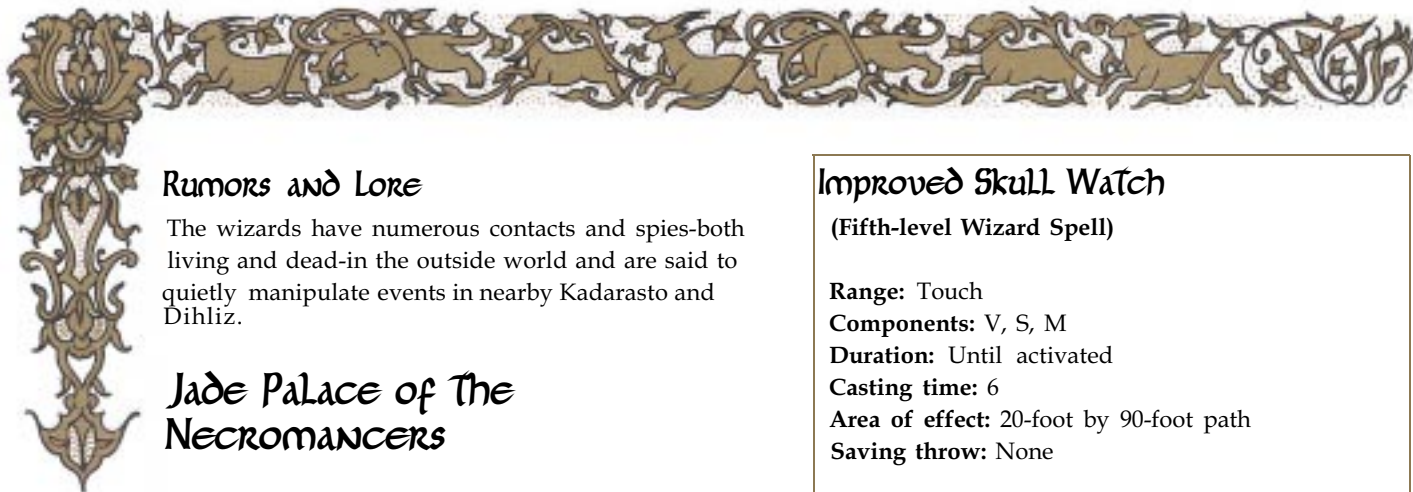 Rumors and Lore
The wizards have numerous contacts and spies-both
living and dead-in the outside world and are said to
quietly manipulate events in nearby Kadarasto and
Dihliz.
Jade Palace of The
Necromancers
Improved Skull Watch
(Fifth-level Wizard Spell)
Range: Touch
Components: V, S, M
Duration: Until activated
Casting time: 6
Area of effect: 20-foot by 90-foot path
Saving throw: None